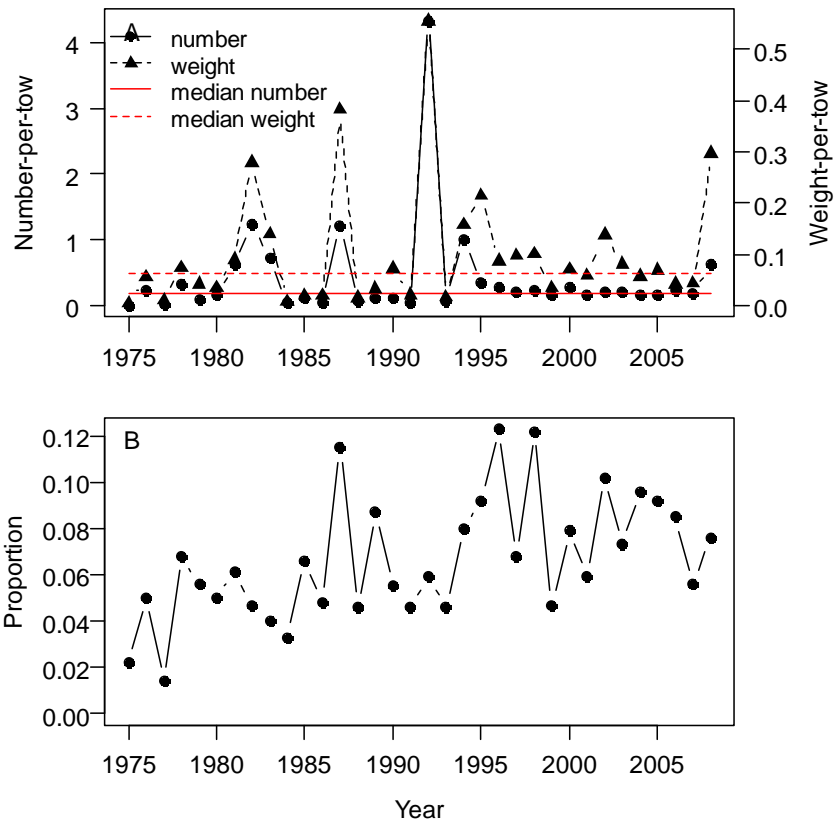 A
number
weight
median number
median weight
Number-per-tow
4
3
2
1
0
Weight-per-tow
0.5
0.4
0.3
0.2
0.1
0.0
1975 1980 1985 1990 1995 2000 2005
B
Proportion
0.12
0.10
0.08
0.06
0.04
0.02
0.00
1975 1980 1985 1990 1995 2000 2005
Year